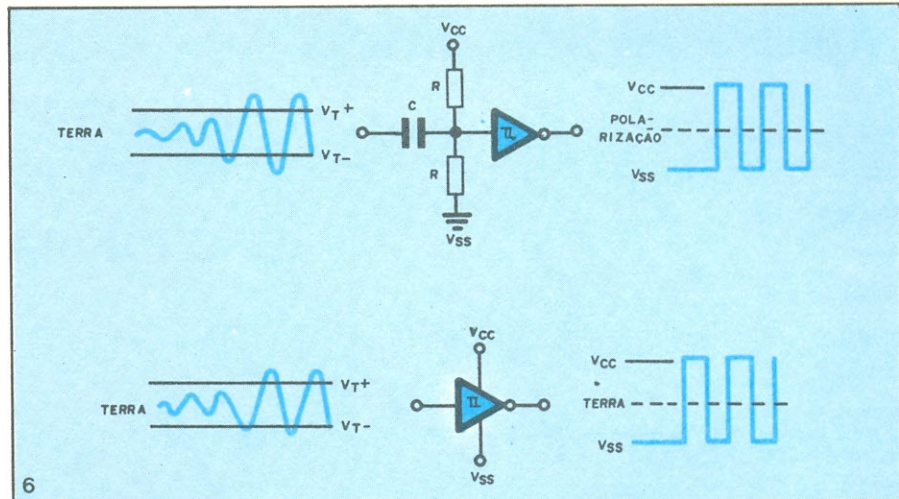 VCC
R
C
R
VSS
TERRA
VT+
VT-
VCC
POLA-
RIZAÇÃO
VSS
VCC
VSS
TERRA
VT+
VT-
VCC
TERRA
VSS
6